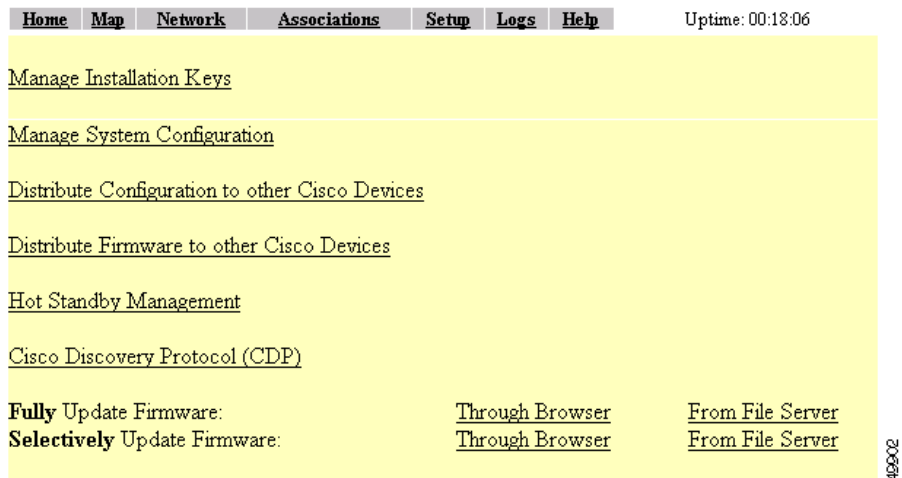 Home Map Network Associations Setup Logs Help Uptime: 00:18:06
Manage Installation Keys
Manage System Configuration
Distribute Configuration to other Cisco Devices
Distribute Firmware to other Cisco Devices
Hot Standby Management
Cisco Discovery Protocol (CDP)
Fully Update Firmware: Through Browser From File Server
Selectively Update Firmware: Through Browser From File Server
49902